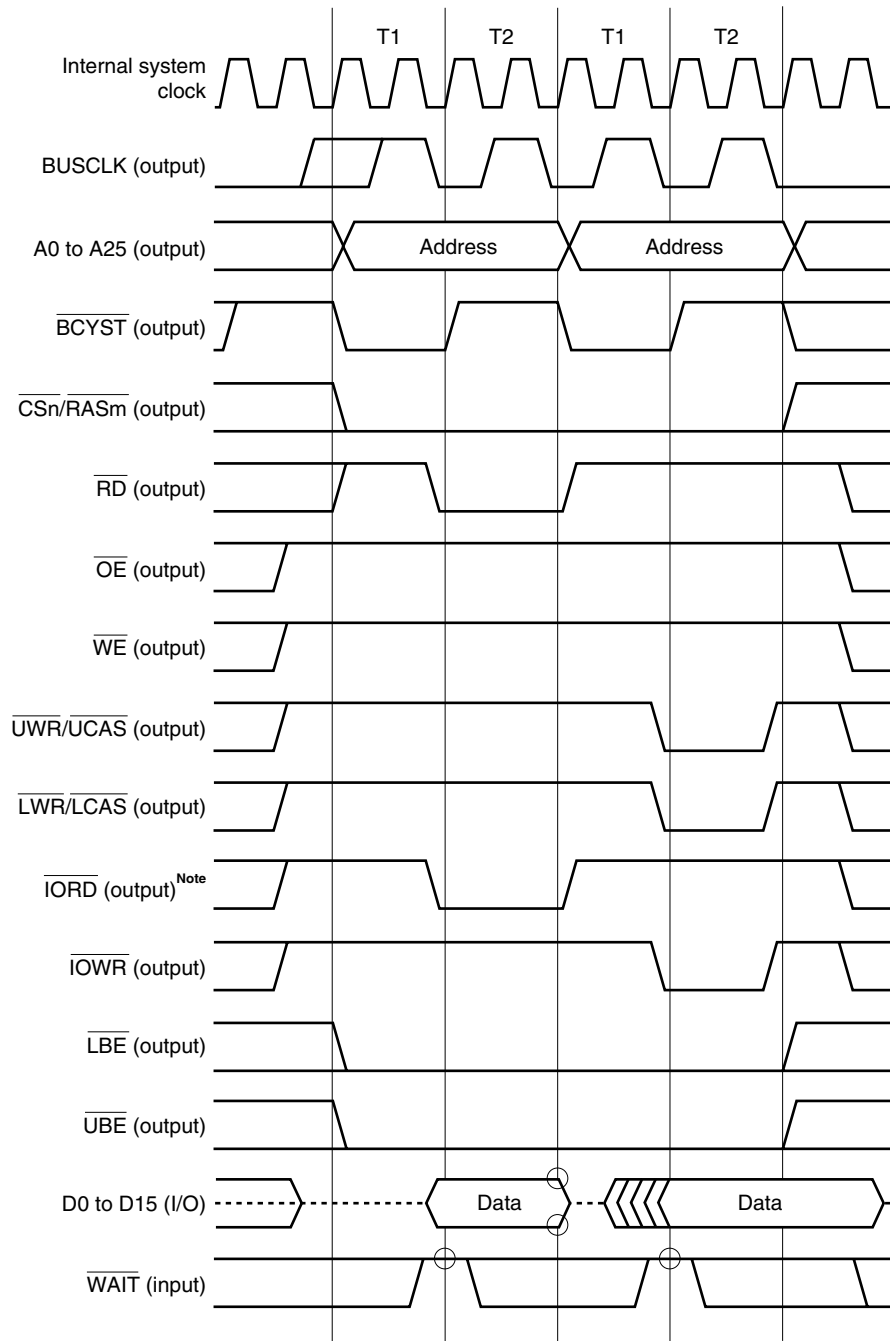 T1 T2 T1 T2
Internal system
clock
BUSCLK (output)
A0 to A25 (output) Address Address
BCYST (output)
CSn/RASm (output)
RD (output)
OE (output)
WE (output)
UWR/UCAS (output)
LWR/LCAS (output)
IORD (output)Note
IOWR (output)
LBE (output)
UBE (output)
D0 to D15 (I/O) Data Data
WAIT (input)